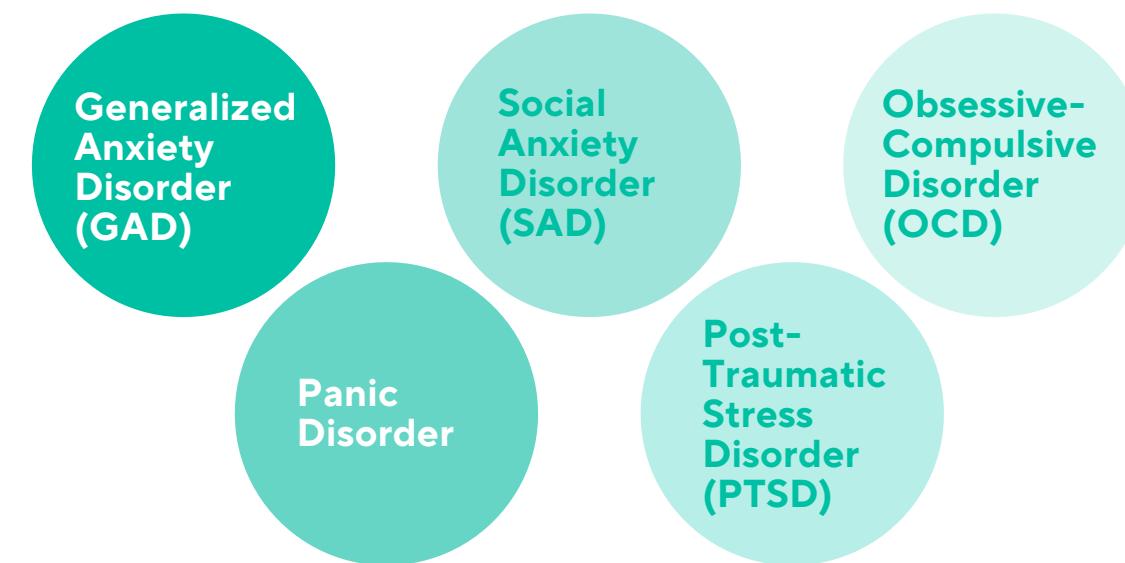 Generalized
Anxiety
Disorder
(GAD)
Social
Anxiety
Disorder
(SAD)
Obsessive-
Compulsive
Disorder
(OCD)
Panic
Disorder
Post-
Traumatic
Stress
Disorder
(PTSD)